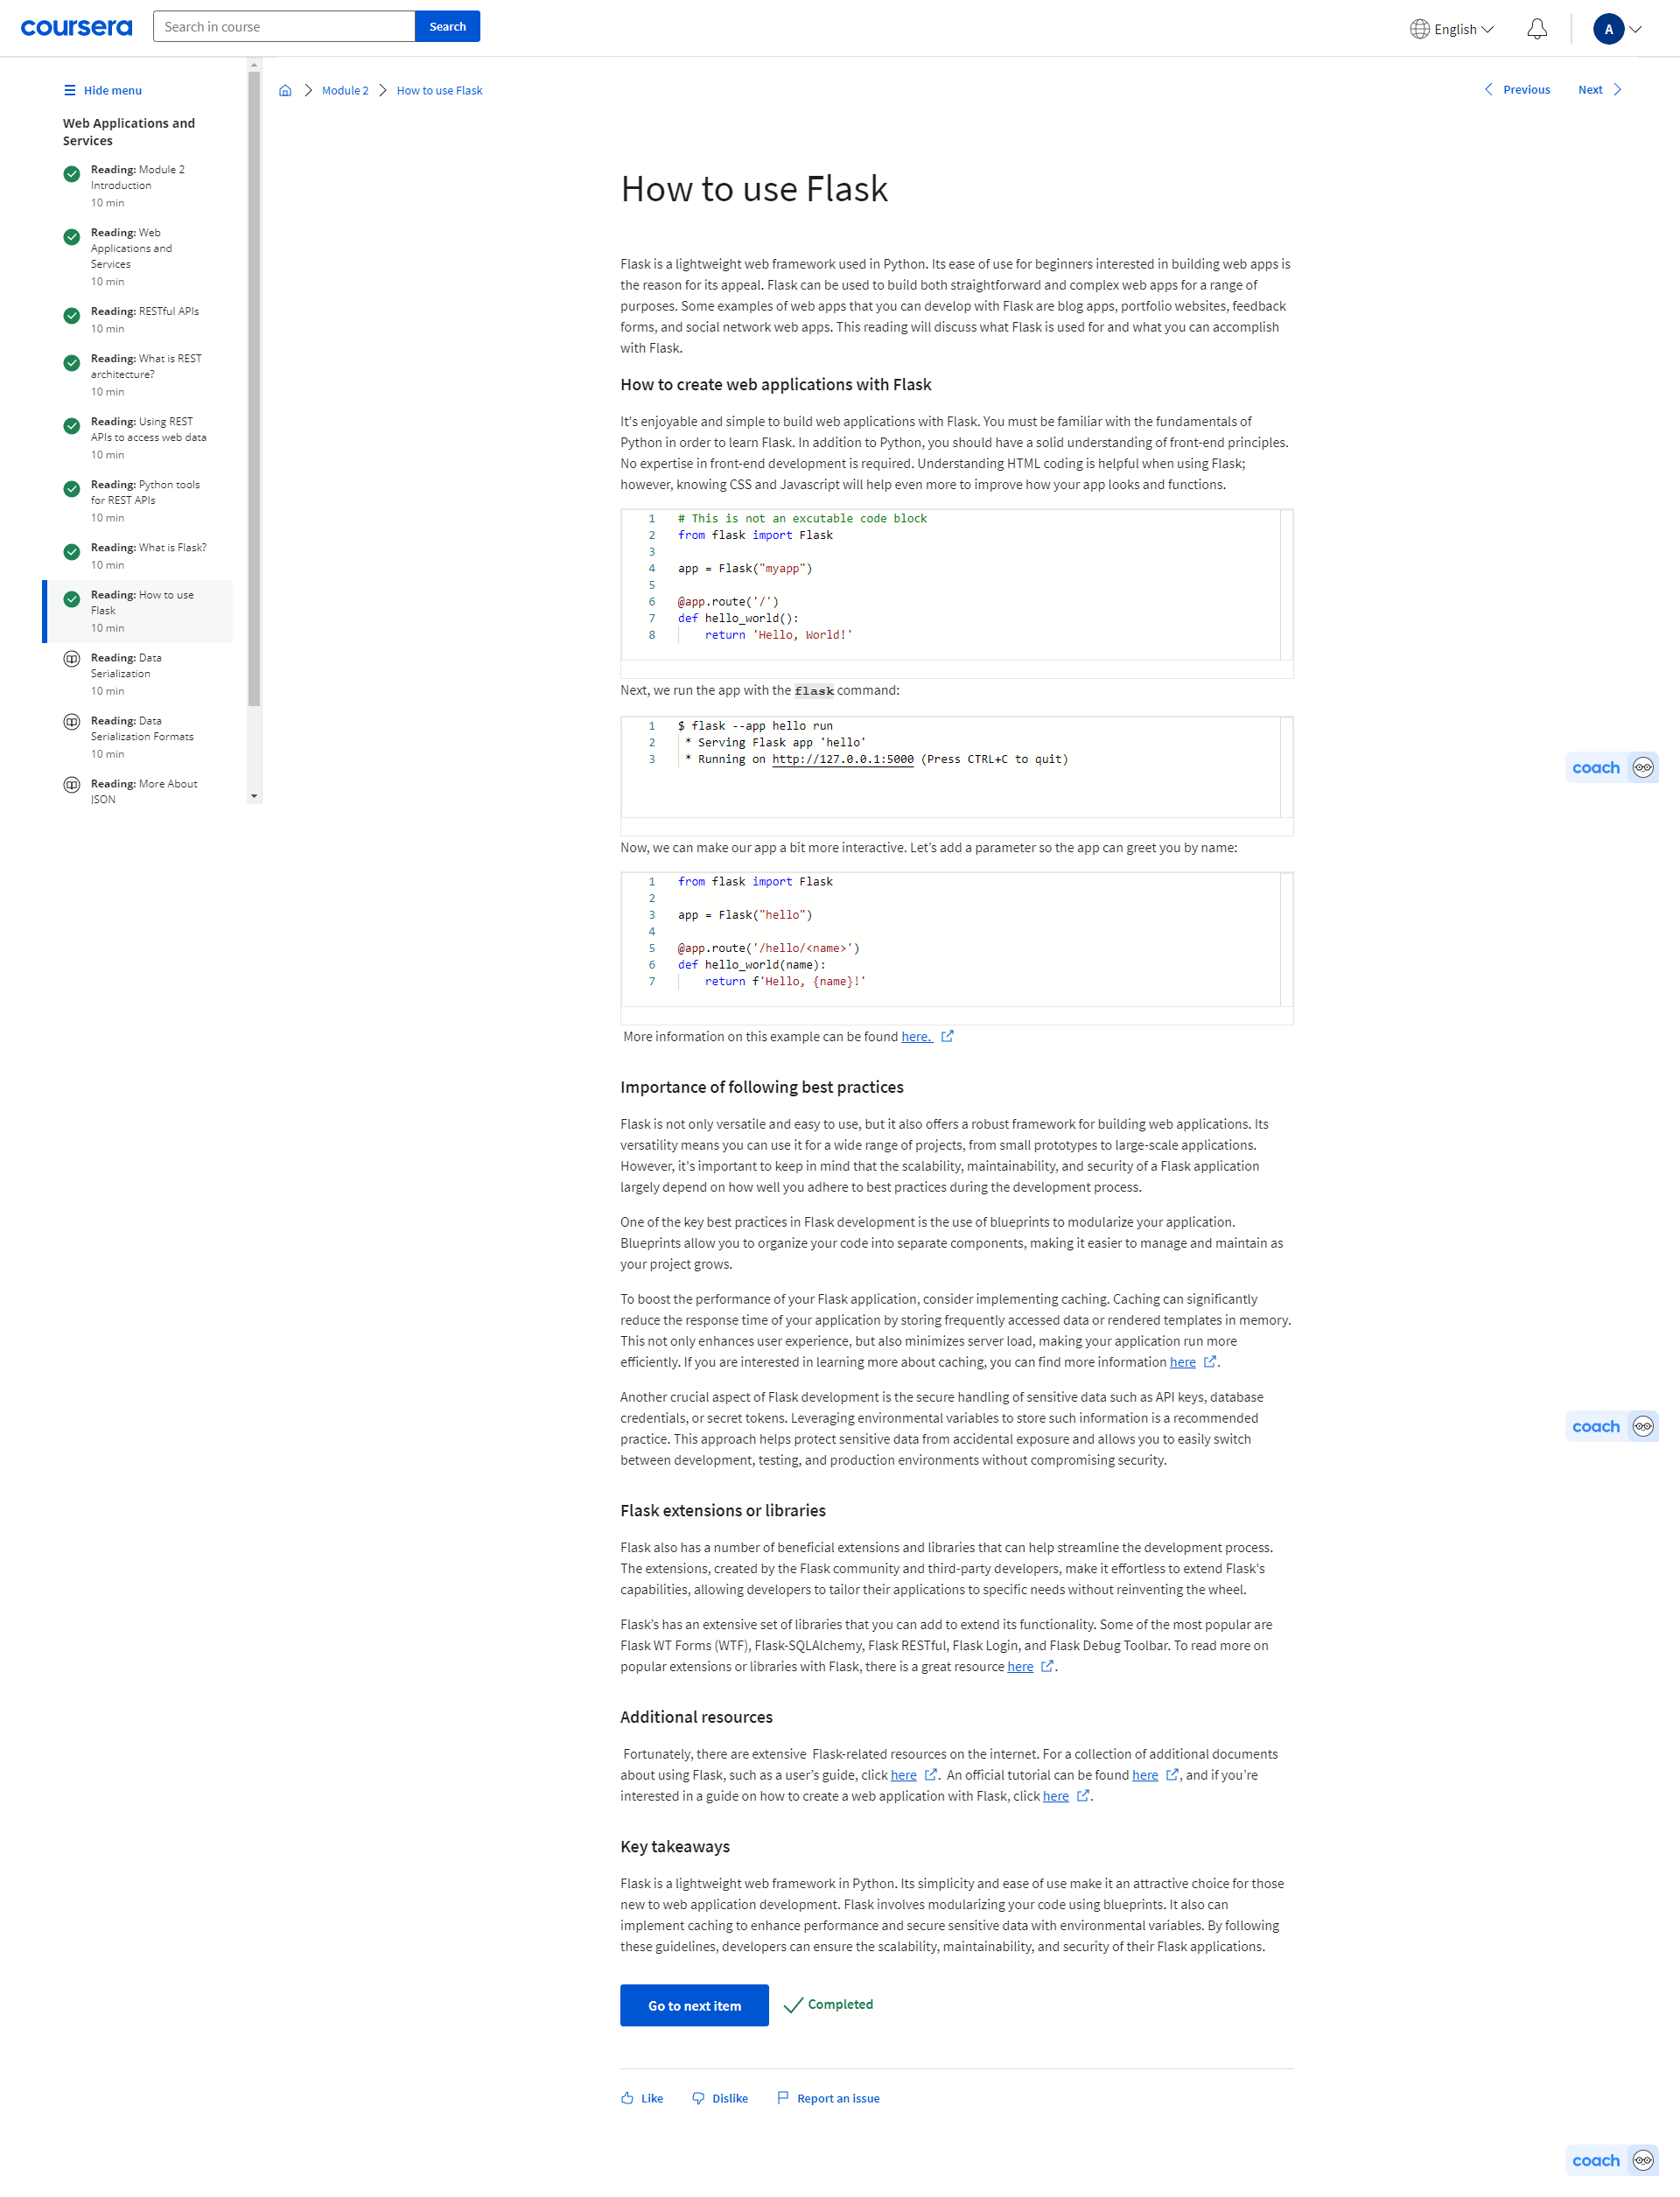 coursera
Search in course
Search
English
A
Hide menu
Web Applications and
Services
Reading: Module 2
Introduction
10 min
Reading: Web
Applications and
Services
10 min
Reading: RESTful APIs
10 min
Reading: What is REST
architecture?
10 min
Reading: Using REST
APIs to access web data
10 min
Reading: Python tools
for REST APIs
10 min
Reading: What is Flask?
10 min
Reading: How to use
Flask
10 min
Reading: Data
Serialization
10 min
Reading: Data
Serialization Formats
10 min
Reading: More About
JSON
Module 2
How to use Flask
Previous
Next
How to use Flask
Flask is a lightweight web framework used in Python. Its ease of use for beginners interested in building web apps is
the reason for its appeal. Flask can be used to build both straightforward and complex web apps for a range of
purposes. Some examples of web apps that you can develop with Flask are blog apps, portfolio websites, feedback
forms, and social network web apps. This reading will discuss what Flask is used for and what you can accomplish
with Flask.
How to create web applications with Flask
It's enjoyable and simple to build web applications with Flask. You must be familiar with the fundamentals of
Python in order to learn Flask. In addition to Python, you should have a solid understanding of front-end principles.
No expertise in front-end development is required. Understanding HTML coding is helpful when using Flask;
however, knowing CSS and Javascript will help even more to improve how your app looks and functions.
1 # This is not an excutable code block
2 from flask import Flask
3
4 app = Flask("myapp")
5
6 @app.route('/')
7 def hello_world():
8     return 'Hello, World!'
Next, we run the app with the flask command:
1 $ flask --app hello run
2  * Serving Flask app 'hello'
3  * Running on http://127.0.0.1:5000 (Press CTRL+C to quit)
coach
Now, we can make our app a bit more interactive. Let’s add a parameter so the app can greet you by name:
1 from flask import Flask
2
3 app = Flask("hello")
4
5 @app.route('/hello/<name>')
6 def hello_world(name):
7     return f'Hello, {name}!'
More information on this example can be found here.
Importance of following best practices
Flask is not only versatile and easy to use, but it also offers a robust framework for building web applications. Its
versatility means you can use it for a wide range of projects, from small prototypes to large-scale applications.
However, it's important to keep in mind that the scalability, maintainability, and security of a Flask application
largely depend on how well you adhere to best practices during the development process.
One of the key best practices in Flask development is the use of blueprints to modularize your application.
Blueprints allow you to organize your code into separate components, making it easier to manage and maintain as
your project grows.
To boost the performance of your Flask application, consider implementing caching. Caching can significantly
reduce the response time of your application by storing frequently accessed data or rendered templates in memory.
This not only enhances user experience, but also minimizes server load, making your application run more
efficiently. If you are interested in learning more about caching, you can find more information here.
Another crucial aspect of Flask development is the secure handling of sensitive data such as API keys, database
credentials, or secret tokens. Leveraging environmental variables to store such information is a recommended
practice. This approach helps protect sensitive data from accidental exposure and allows you to easily switch
between development, testing, and production environments without compromising security.
coach
Flask extensions or libraries
Flask also has a number of beneficial extensions and libraries that can help streamline the development process.
The extensions, created by the Flask community and third-party developers, make it effortless to extend Flask's
capabilities, allowing developers to tailor their applications to specific needs without reinventing the wheel.
Flask’s has an extensive set of libraries that you can add to extend its functionality. Some of the most popular are
Flask WT Forms (WTF), Flask-SQLAlchemy, Flask RESTful, Flask Login, and Flask Debug Toolbar. To read more on
popular extensions or libraries with Flask, there is a great resource here.
Additional resources
Fortunately, there are extensive Flask-related resources on the internet. For a collection of additional documents
about using Flask, such as a user’s guide, click here. An official tutorial can be found here, and if you’re
interested in a guide on how to create a web application with Flask, click here.
Key takeaways
Flask is a lightweight web framework in Python. Its simplicity and ease of use make it an attractive choice for those
new to web application development. Flask involves modularizing your code using blueprints. It also can
implement caching to enhance performance and secure sensitive data with environmental variables. By following
these guidelines, developers can ensure the scalability, maintainability, and security of their Flask applications.
Go to next item
Completed
Like
Dislike
Report an issue
coach